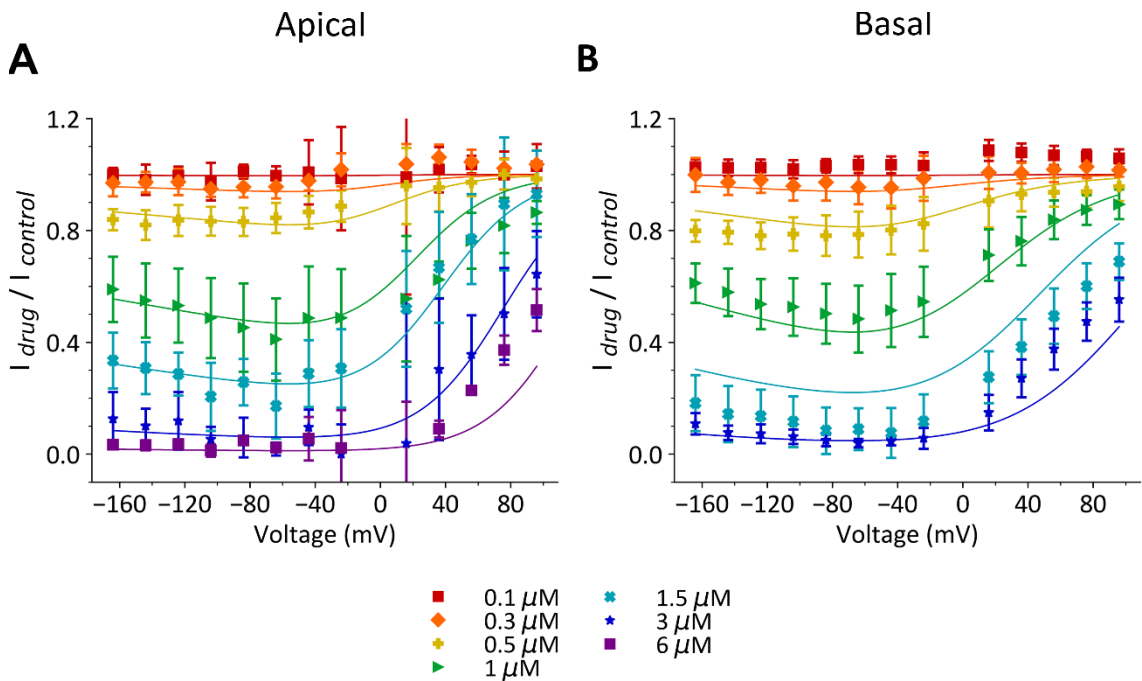 Apical
Basal
A
B
I drug / I control
1.2
0.8
0.4
0.0
−160 −120 −80 −40 0 40 80
Voltage (mV)
I drug / I control
1.2
0.8
0.4
0.0
−160 −120 −80 −40 0 40 80
Voltage (mV)
0.1 μM
0.3 μM
0.5 μM
1 μM
1.5 μM
3 μM
6 μM